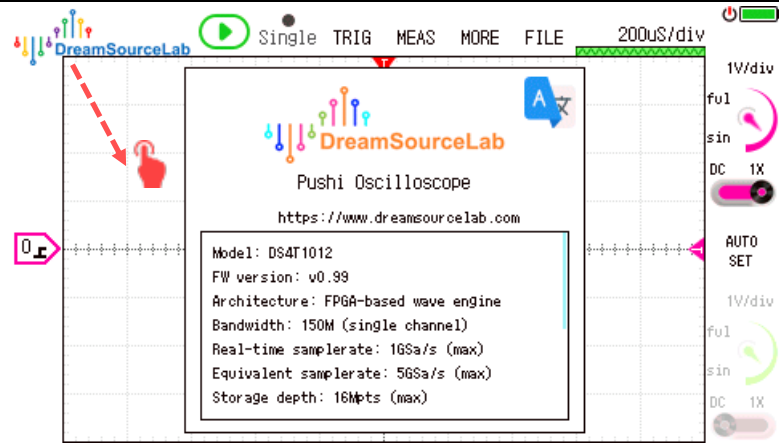 DreamSourceLab
Single TRIG MEAS MORE FILE 200uS/div
T
1V/div
ful
sin
DC 1X
A 文
DreamSourceLab
Pushi Oscilloscope
https://www.dreamsourcelab.com
Model: DS4T1012
FW version: v0.99
Architecture: FPGA-based wave engine
Bandwidth: 150M (single channel)
Real-time samplerate: 1GSa/s (max)
Equivalent samplerate: 5GSa/s (max)
Storage depth: 16Mpts (max)
0
AUTO
SET
1V/div
ful
sin
DC 1X